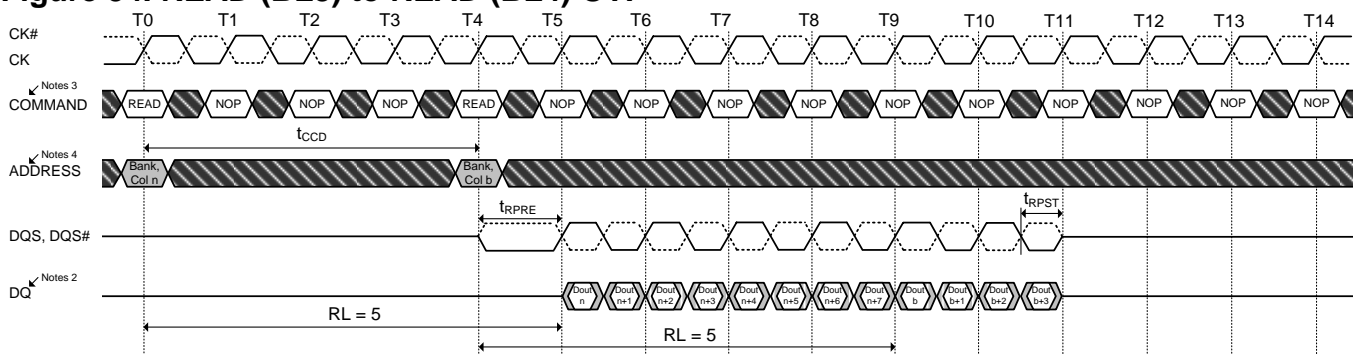 Figure READ (BL8) to READ (BL4) OTF
T0 T1 T2 T3 T4 T5 T6 T7 T8 T9 T10 T11 T12 T13 T14
CK#
CK
Notes 3
COMMAND READ NOP NOP NOP READ NOP NOP NOP NOP NOP NOP NOP NOP NOP NOP
tCCD
Notes 4
ADDRESS
Bank, Col n
Bank, Col b
tRPRE
tRPST
DQS, DQS#
Notes 2
DQ
Dout n
Dout n+1
Dout n+2
Dout n+3
Dout n+4
Dout n+5
Dout n+6
Dout n+7
Dout b
Dout b+1
Dout b+2
Dout b+3
RL = 5
RL = 5